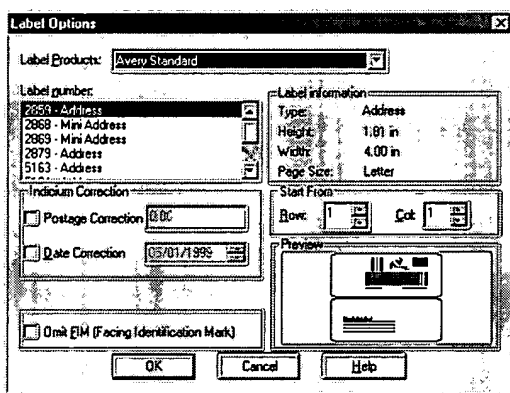 Label Options
Label Products: Avery Standard
Label number:
2859 - Address
2868 - Mini Address
2869 - Mini Address
2879 - Address
5163 - Address
Label information
Type: Address
Height: 1.81 in
Width: 4.00 in
Page Size: Letter
Indicium Correction
Postage Correction 0.00
Date Correction 05/01/1999
Start From
Row: 1 Col: 1
Preview
Omit FIM (Facing Identification Mark)
OK Cancel Help